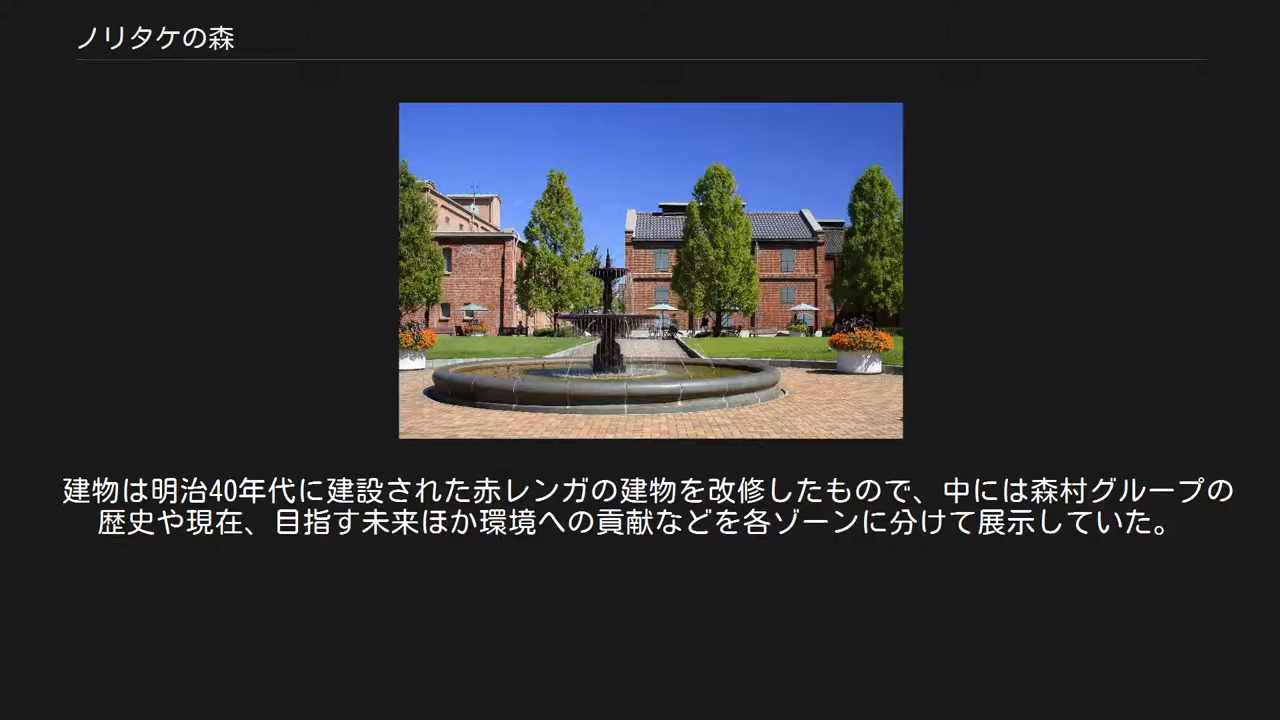 ノリタケの森
建物は明治40年代に建設された赤レンガの建物を改修したもので、中には森村グループの
歴史や現在、目指す未来ほか環境への貢献などを各ゾーンに分けて展示していた。